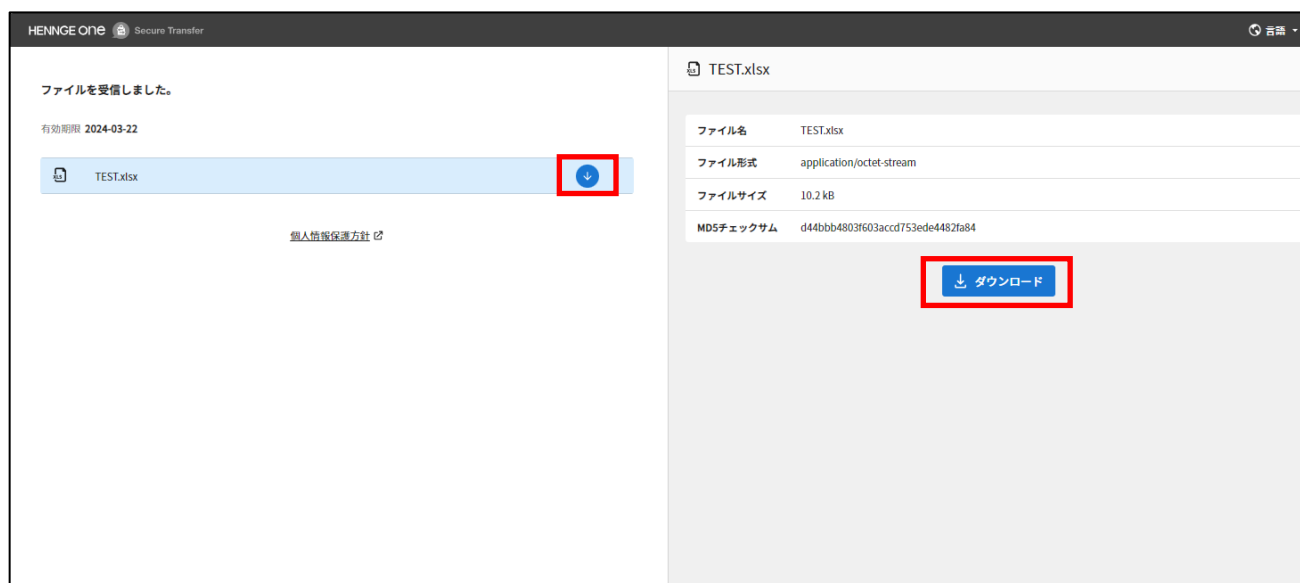 HENNGE One Secure Transfer
言語
ファイルを受信しました。
有効期限 2024-03-22
XLS TEST.xlsx
個人情報保護方針
XLS TEST.xlsx
ファイル名 TEST.xlsx
ファイル形式 application/octet-stream
ファイルサイズ 10.2 kB
MD5チェックサム d44bbb4803f603accd753ede4482fa84
ダウンロード